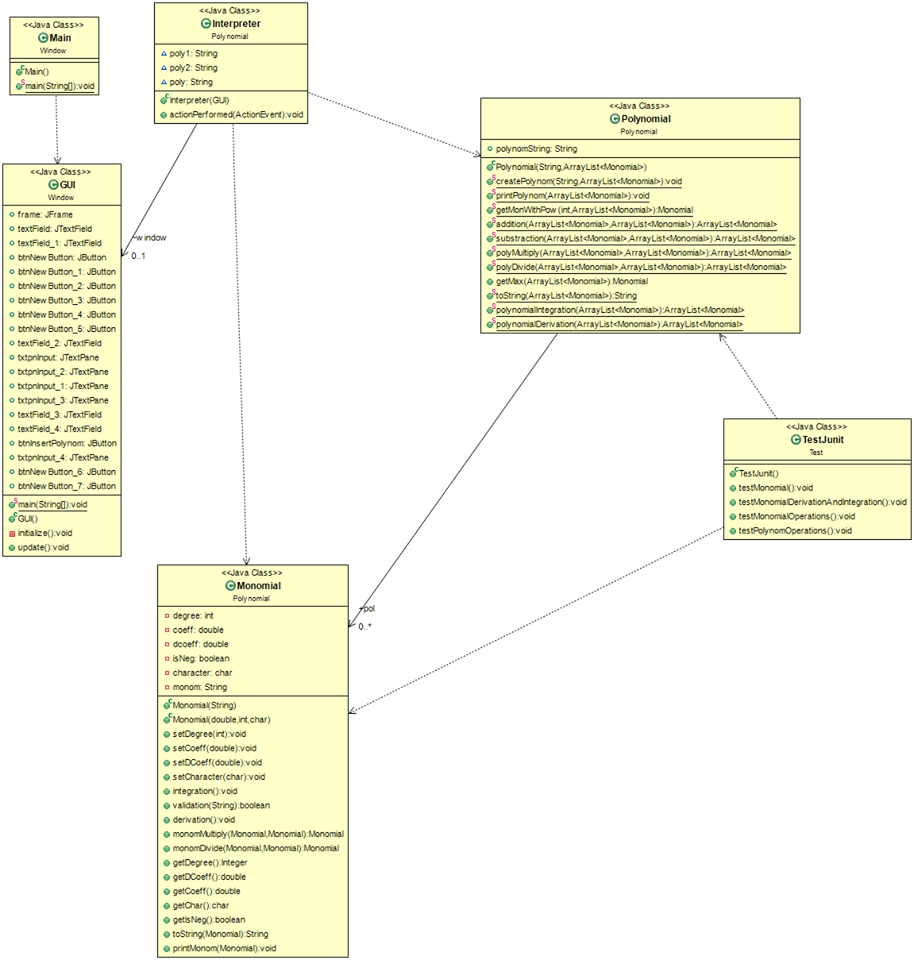 <<Java Class>>
Main
Window
Main()
main(String[]):void
<<Java Class>>
Interpreter
Polynomial
poly1: String
poly2: String
poly: String
Interpreter(GUI)
actionPerformed(ActionEvent):void
<<Java Class>>
Polynomial
Polynomial
polynomString: String
Polynomial(String,ArrayList<Monomial>)
createPolynom(String,ArrayList<Monomial>):void
printPolynom(ArrayList<Monomial>):void
getMonWithPow(int,ArrayList<Monomial>):Monomial
addition(ArrayList<Monomial>,ArrayList<Monomial>):ArrayList<Monomial>
substraction(ArrayList<Monomial>,ArrayList<Monomial>):ArrayList<Monomial>
polyMultiply(ArrayList<Monomial>,ArrayList<Monomial>):ArrayList<Monomial>
polyDivide(ArrayList<Monomial>,ArrayList<Monomial>):ArrayList<Monomial>
getMax(ArrayList<Monomial>):Monomial
toString(ArrayList<Monomial>):String
polynomialIntegration(ArrayList<Monomial>):ArrayList<Monomial>
polynomialDerivation(ArrayList<Monomial>):ArrayList<Monomial>
<<Java Class>>
GUI
Window
frame: JFrame
textField: JTextField
textField_1: JTextField
btnNewButton: JButton
btnNewButton_1: JButton
btnNewButton_2: JButton
btnNewButton_3: JButton
btnNewButton_4: JButton
btnNewButton_5: JButton
textField_2: JTextField
txtpnInput: JTextPane
txtpnInput_2: JTextPane
txtpnInput_1: JTextPane
txtpnInput_3: JTextPane
textField_3: JTextField
textField_4: JTextField
btnInsertPolynom: JButton
txtpnInput_4: JTextPane
btnNewButton_6: JButton
btnNewButton_7: JButton
main(String[]):void
GUI()
initialize():void
update():void
~window
0..1
<<Java Class>>
TestJunit
Test
TestJunit()
testMonomial():void
testMonomialDerivationAndIntegration():void
testMonomialOperations():void
testPolynomOperations():void
+pol
0..*
<<Java Class>>
Monomial
Polynomial
degree: int
coeff: double
dcoeff: double
isNeg: boolean
character: char
monom: String
Monomial(String)
Monomial(double,int,char)
setDegree(int):void
setCoeff(double):void
setDCoeff(double):void
setCharacter(char):void
integration():void
validation(String):boolean
derivation():void
monomMultiply(Monomial,Monomial):Monomial
monomDivide(Monomial,Monomial):Monomial
getDegree():Integer
getDCoeff():double
getCoeff():double
getChar():char
getIsNeg():boolean
toString(Monomial):String
printMonom(Monomial):void